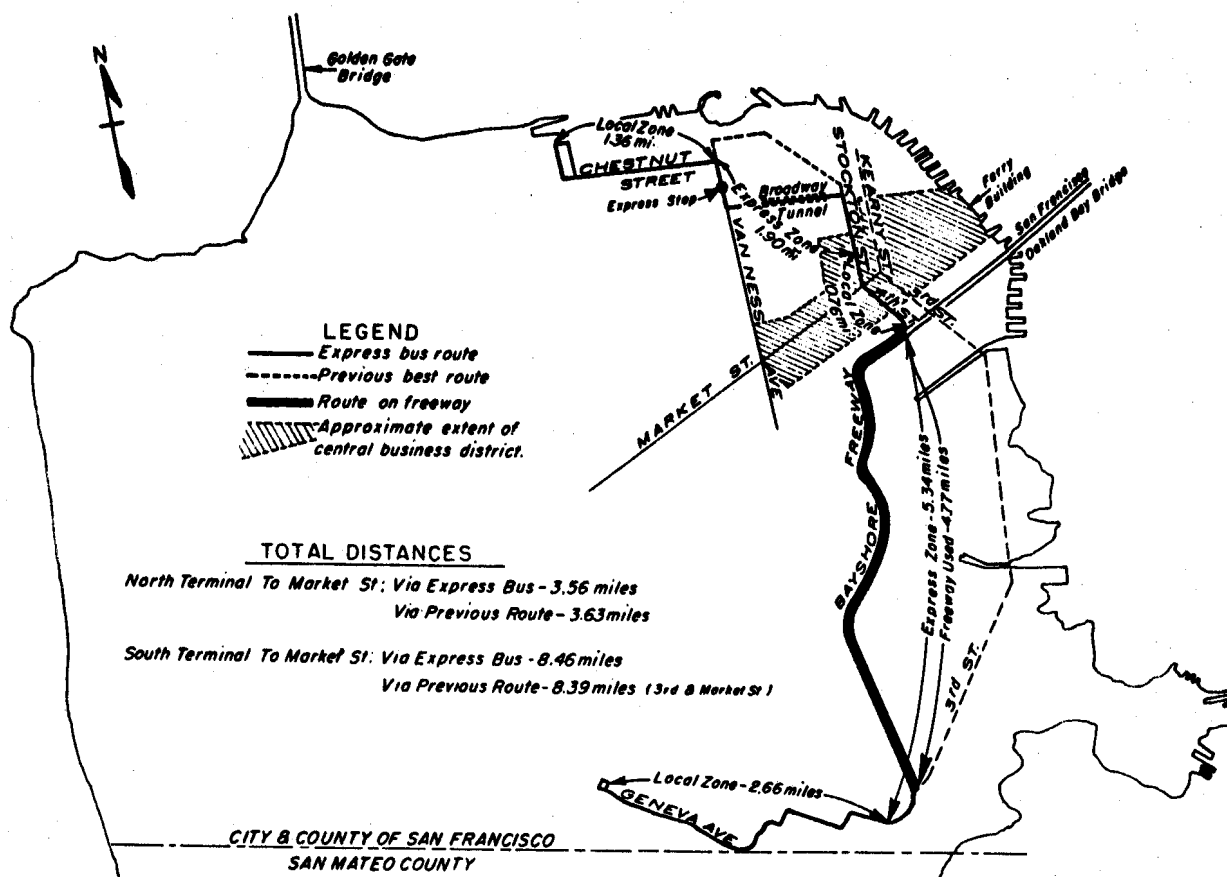 N
Golden Gate
Bridge
Local Zone
1.36 mi.
CHESTNUT
STREET
Express Stop
Express Zone
1.90 mi.
Broadway
Tunnel
STOCKTON ST.
KEARNY ST.
Ferry
Building
San Francisco
Oakland Bay Bridge
VAN NESS AVE
Local Zone
0.76 mi.
4th St.
3rd ST.
MARKET ST.
LEGEND
Express bus route
Previous best route
Route on freeway
Approximate extent of
central business district.
BAYSHORE FREEWAY
Express Zone - 5.34 miles
Freeway Used - 4.77 miles
3rd ST.
TOTAL DISTANCES
North Terminal To Market St: Via Express Bus - 3.56 miles
Via Previous Route - 3.63 miles
South Terminal To Market St: Via Express Bus - 8.46 miles
Via Previous Route - 8.39 miles (3rd & Market St)
Local Zone - 2.66 miles
GENEVA AVE
CITY & COUNTY OF SAN FRANCISCO
SAN MATEO COUNTY